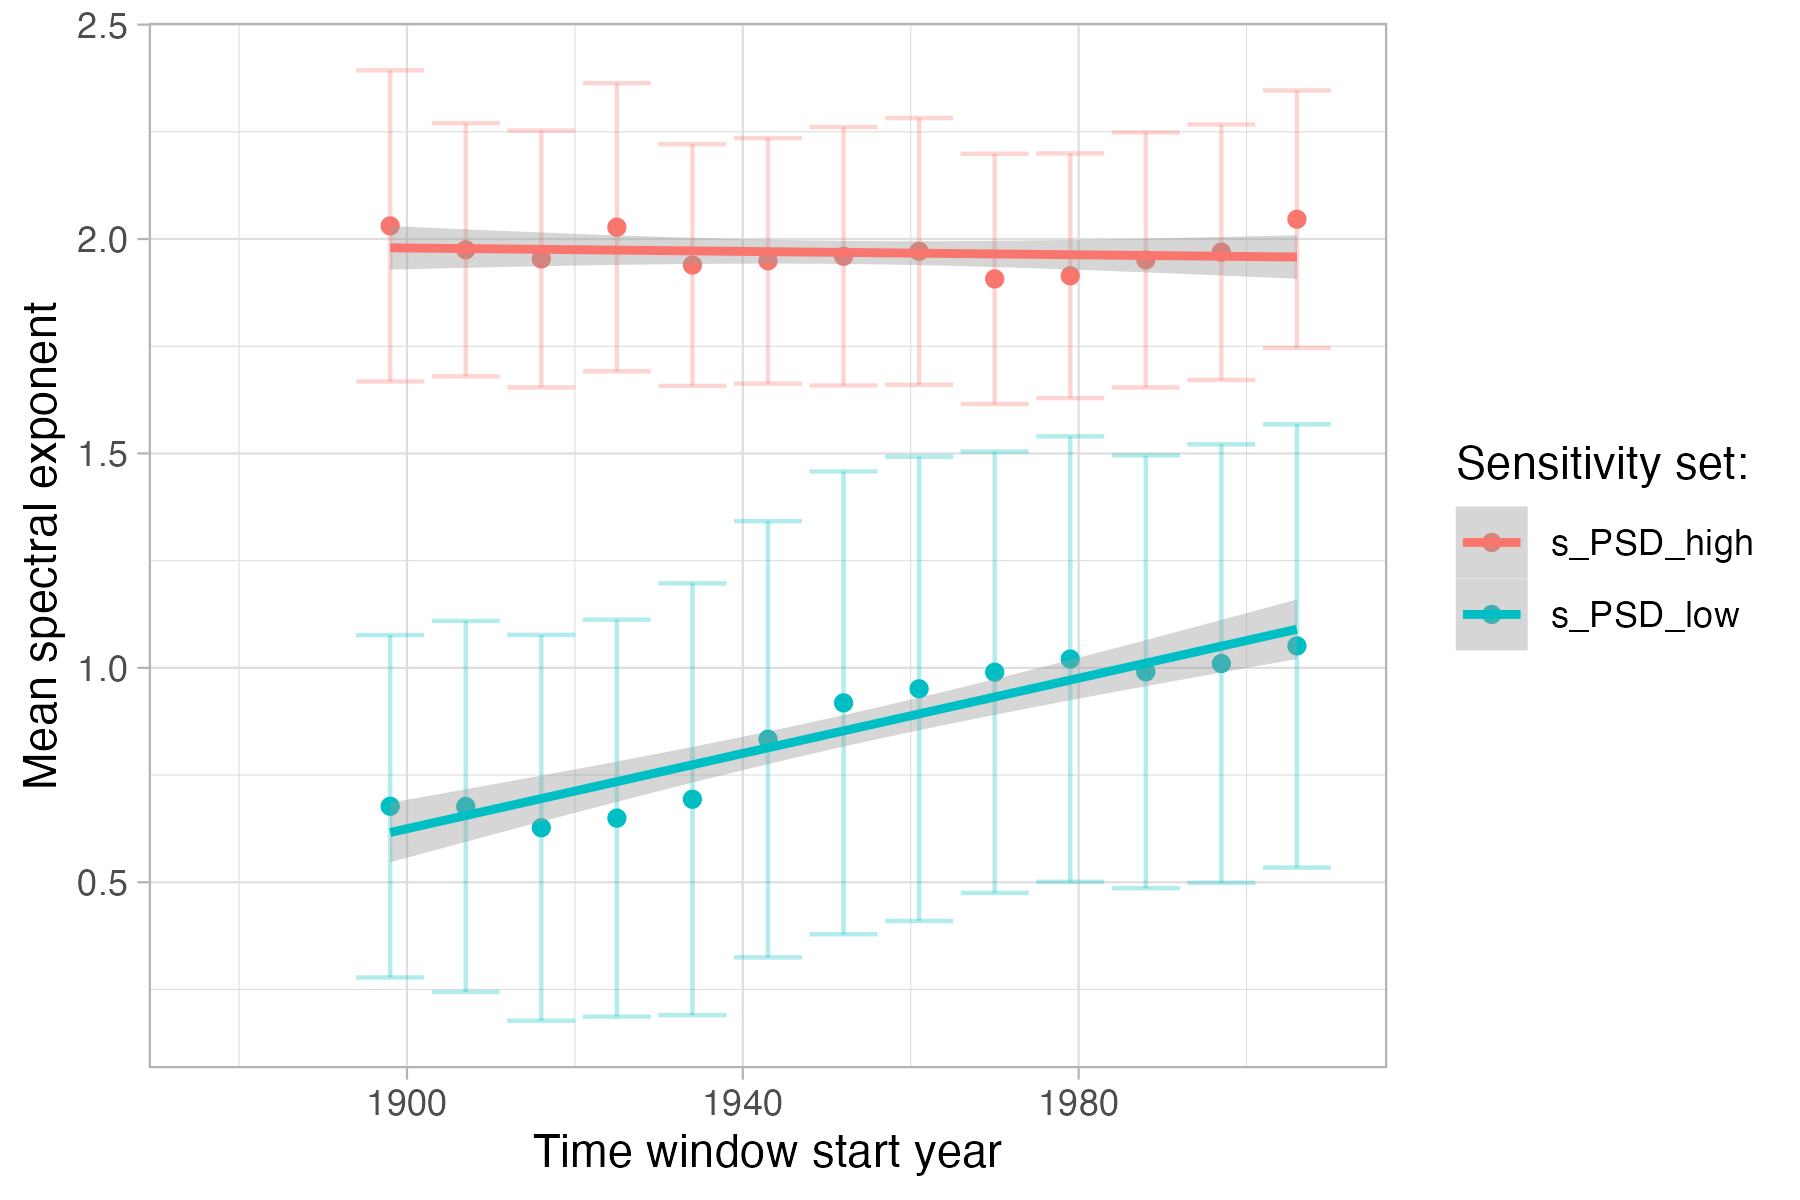 2.5
2.0
1.5
1.0
0.5
Mean spectral exponent
1900
1940
1980
Time window start year
Sensitivity set:
s_PSD_high
s_PSD_low